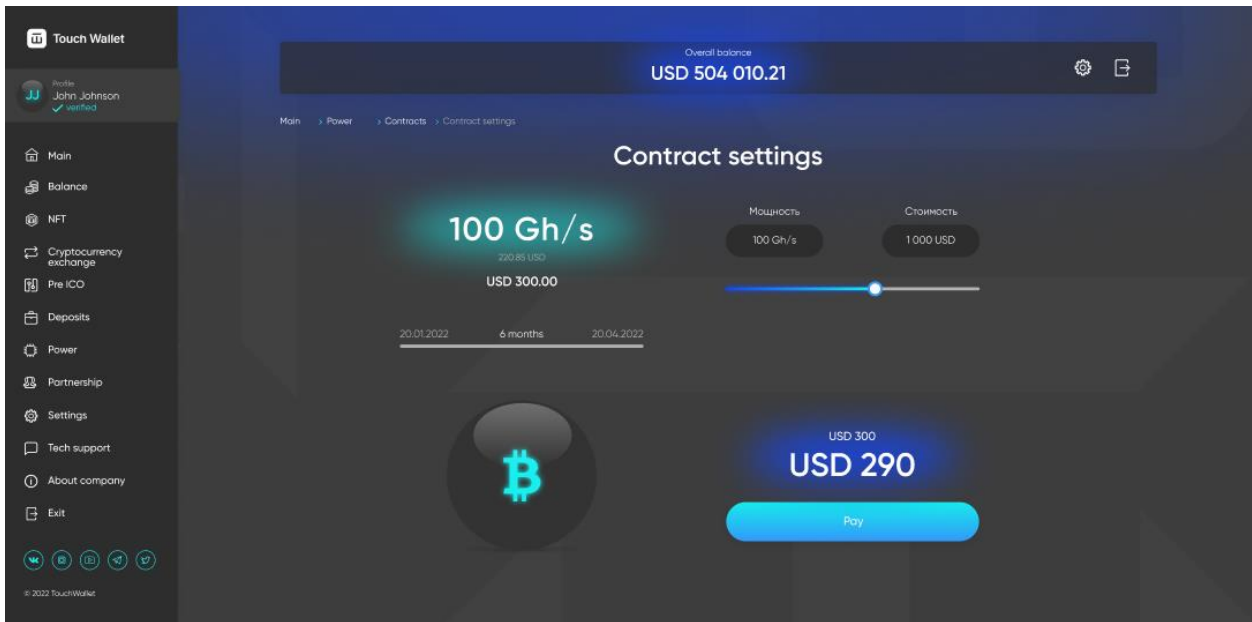 Touch Wallet
Profile
JJ
John Johnson
verified
Main
Balance
NFT
Cryptocurrency
exchange
Pre ICO
Deposits
Power
Partnership
Settings
Tech support
About company
Exit
© 2022 TouchWallet
Overall balance
USD 504 010.21
Main > Power > Contracts > Contract settings
Contract settings
100 Gh/s
220.85 USD
USD 300.00
20.01.2022 6 months 20.04.2022
Мощность Стоимость
100 Gh/s 1 000 USD
USD 300
USD 290
Pay